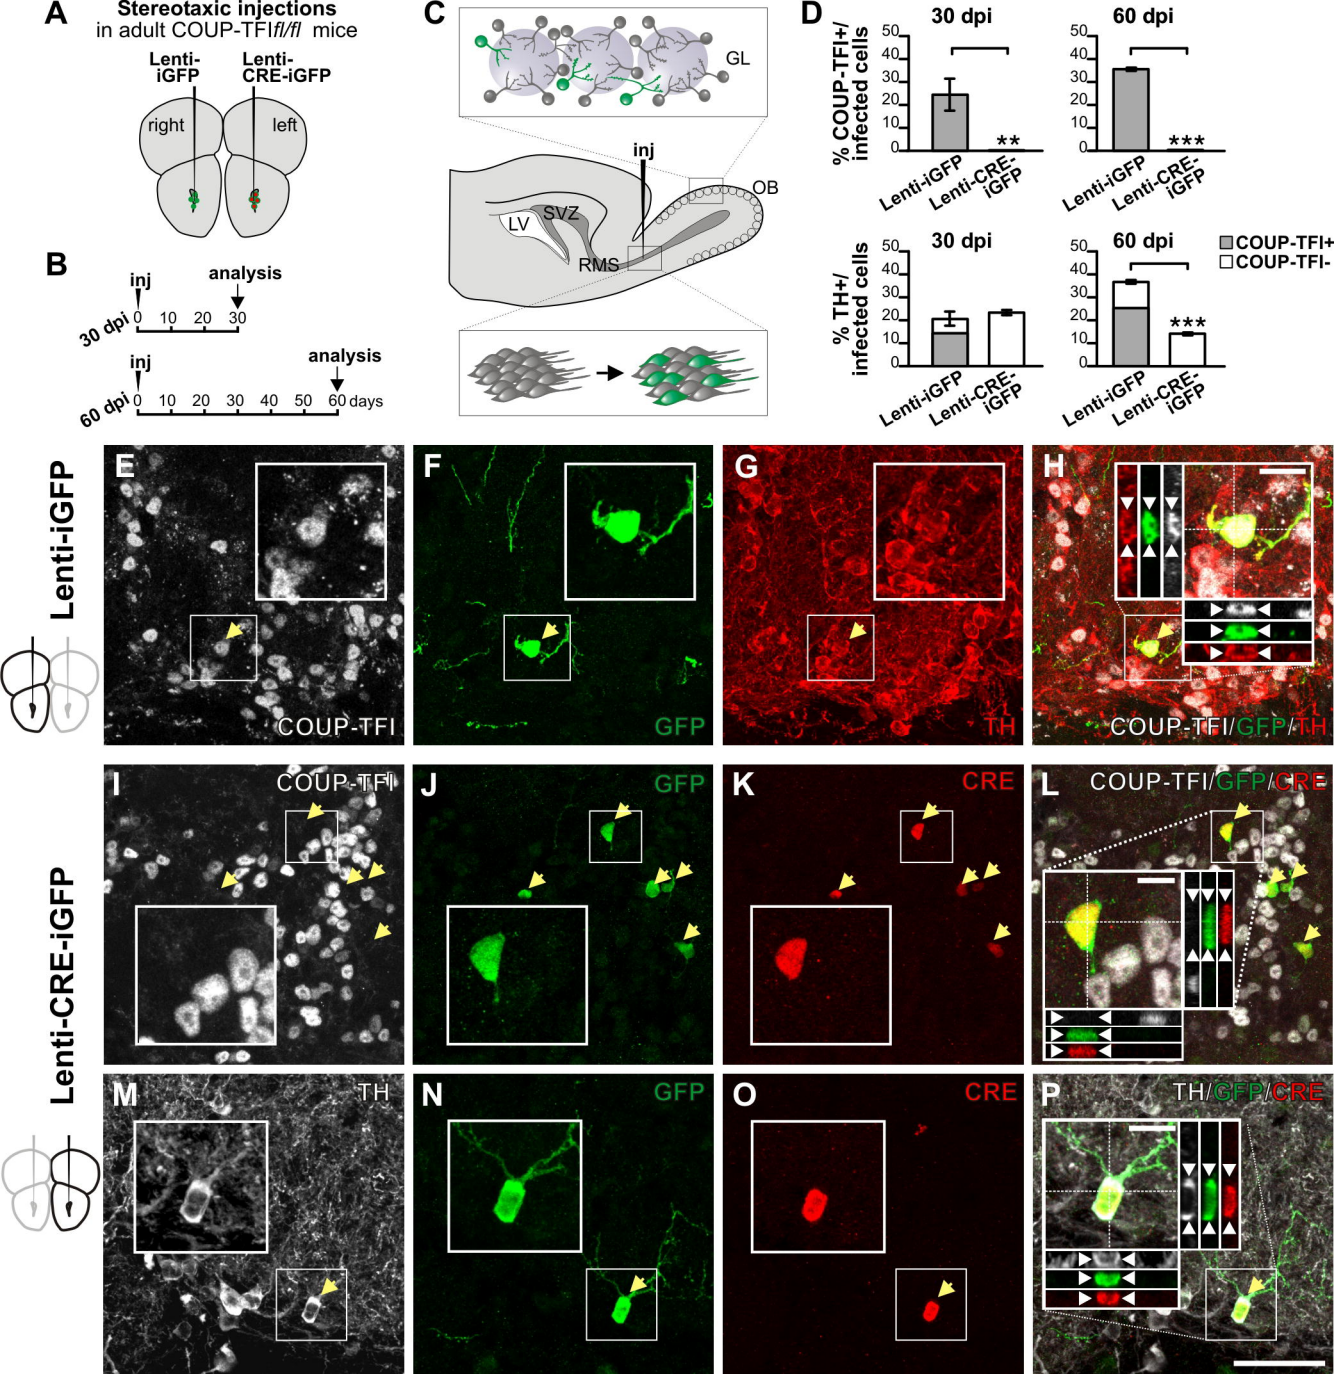 A
Stereotaxic injections
in adult COUP-TFIfl/fl mice
Lenti-
iGFP
Lenti-
CRE-iGFP
right
left
B
inj
analysis
30 dpi
0 10 20 30
inj
analysis
60 dpi
0 10 20 30 40 50 60 days
C
GL
inj
OB
SVZ
LV
RMS
D
30 dpi
60 dpi
% COUP-TFI+/
infected cells
50
40
30
20
10
0
**
Lenti-iGFP
Lenti-CRE-
iGFP
50
40
30
20
10
0
***
Lenti-iGFP
Lenti-CRE-
iGFP
30 dpi
60 dpi
COUP-TFI+
COUP-TFI-
% TH+/
infected cells
50
40
30
20
10
0
Lenti-iGFP
Lenti-CRE-
iGFP
50
40
30
20
10
0
***
Lenti-iGFP
Lenti-CRE-
iGFP
Lenti-iGFP
E
COUP-TFI
F
GFP
G
TH
H
COUP-TFI/GFP/TH
Lenti-CRE-iGFP
I
COUP-TFI
J
GFP
K
CRE
L
COUP-TFI/GFP/CRE
M
TH
N
GFP
O
CRE
P
TH/GFP/CRE